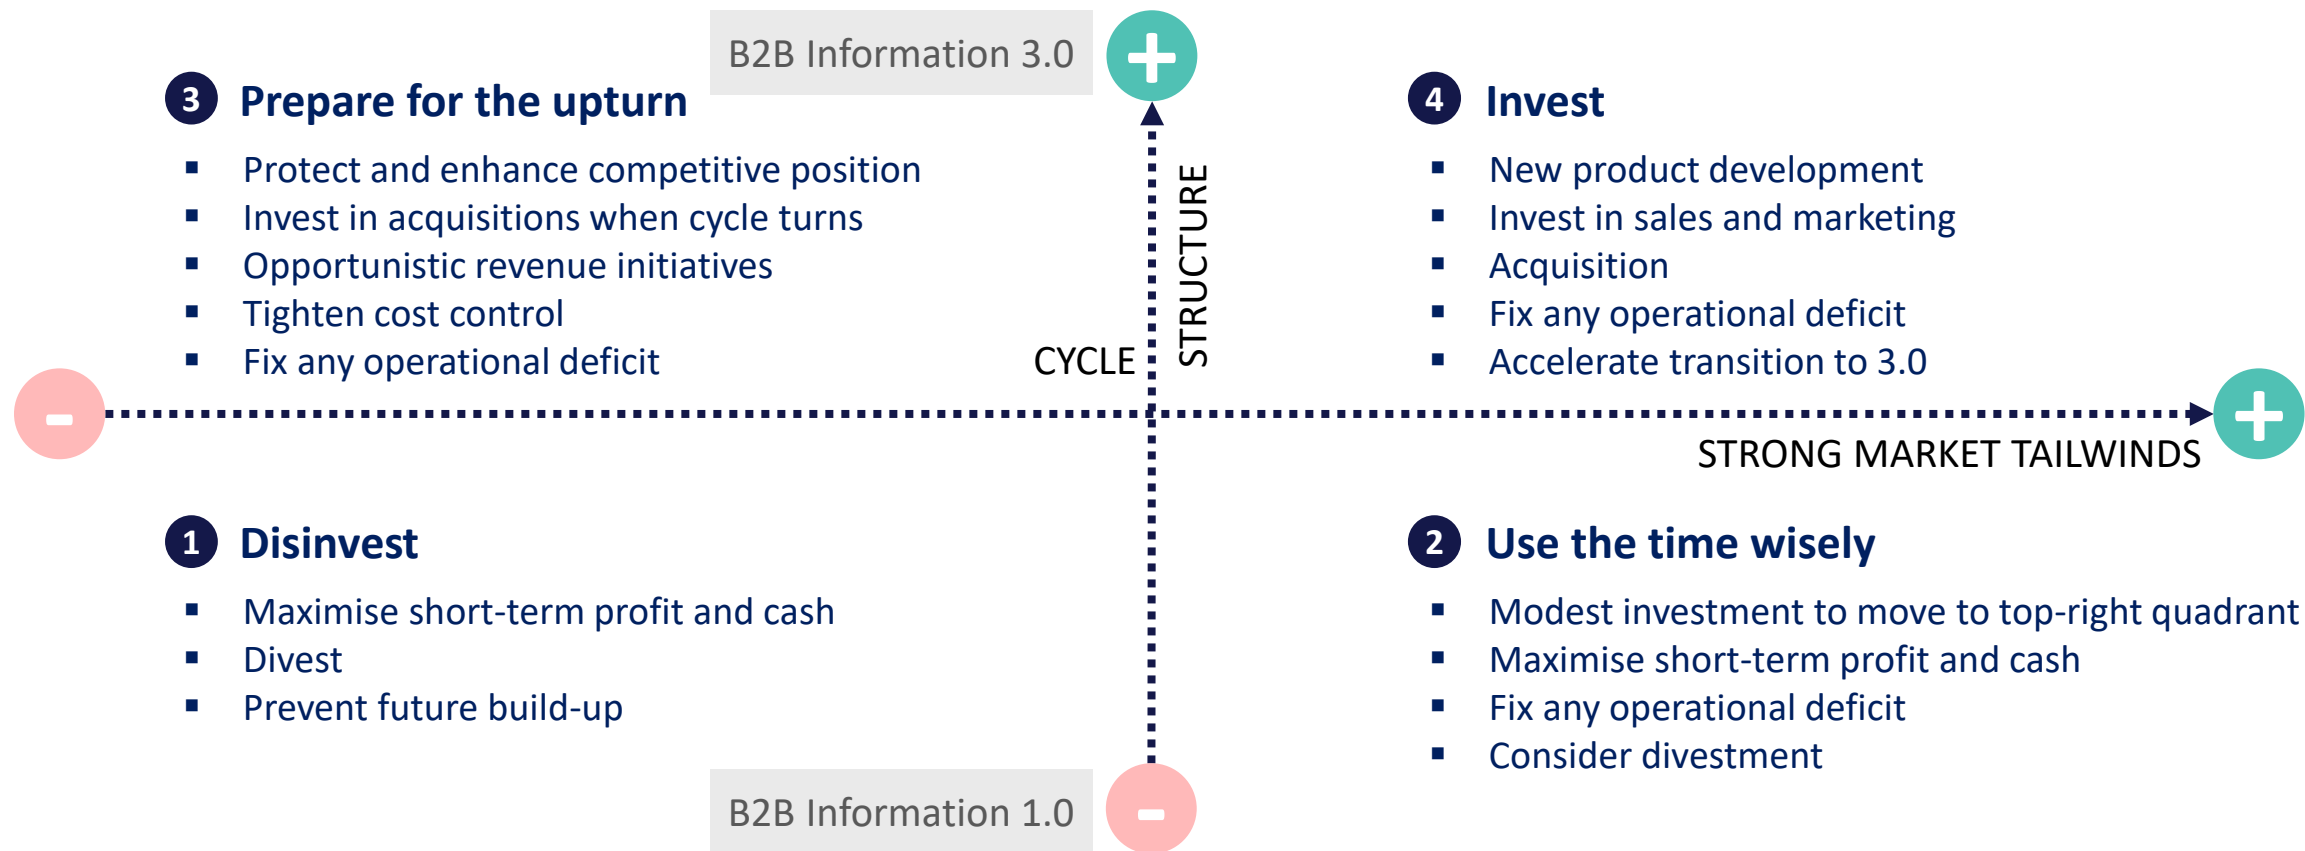 B2B Information 3.0
+
3 Prepare for the upturn
▪ Protect and enhance competitive position
▪ Invest in acquisitions when cycle turns
▪ Opportunistic revenue initiatives
▪ Tighten cost control
▪ Fix any operational deficit
4 Invest
▪ New product development
▪ Invest in sales and marketing
▪ Acquisition
▪ Fix any operational deficit
▪ Accelerate transition to 3.0
STRUCTURE
CYCLE
-
+
STRONG MARKET TAILWINDS
1 Disinvest
▪ Maximise short-term profit and cash
▪ Divest
▪ Prevent future build-up
2 Use the time wisely
▪ Modest investment to move to top-right quadrant
▪ Maximise short-term profit and cash
▪ Fix any operational deficit
▪ Consider divestment
B2B Information 1.0
-